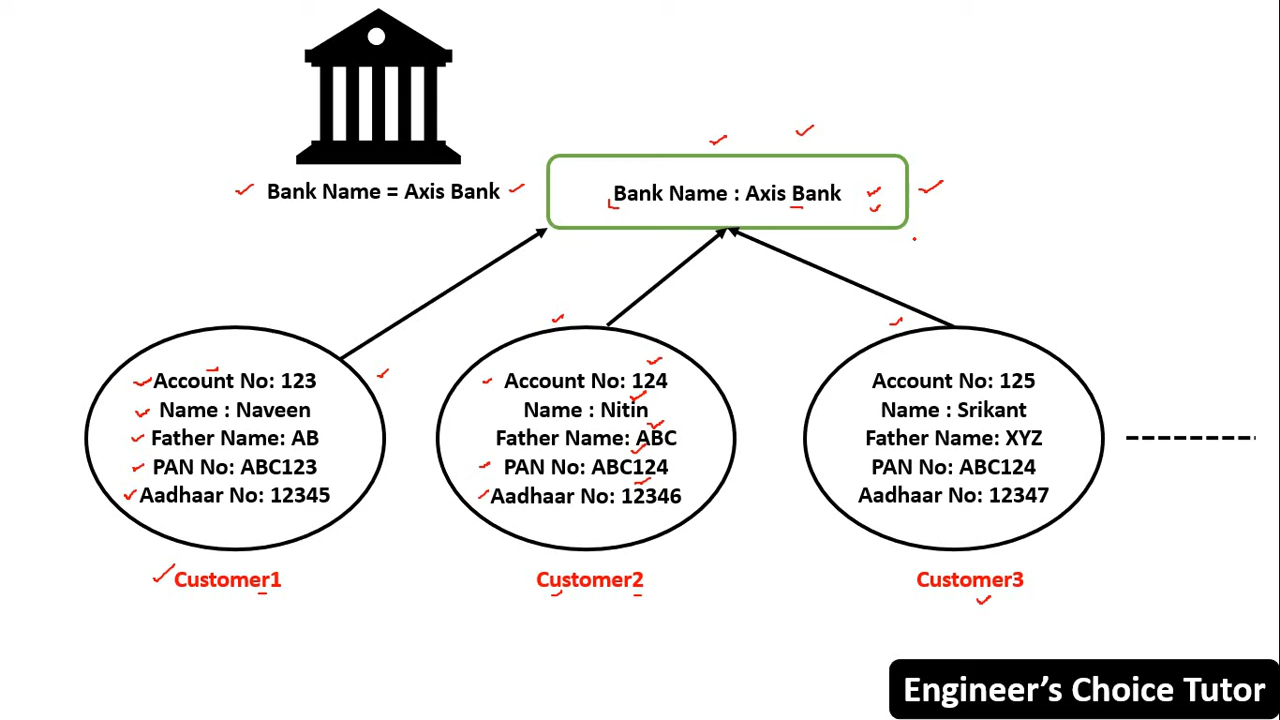 Bank Name = Axis Bank
Bank Name : Axis Bank
Account No: 123
Name : Naveen
Father Name: AB
PAN No: ABC123
Aadhaar No: 12345
Customer1
Account No: 124
Name : Nitin
Father Name: ABC
PAN No: ABC124
Aadhaar No: 12346
Customer2
Account No: 125
Name : Srikant
Father Name: XYZ
PAN No: ABC124
Aadhaar No: 12347
Customer3
Engineer's Choice Tutor